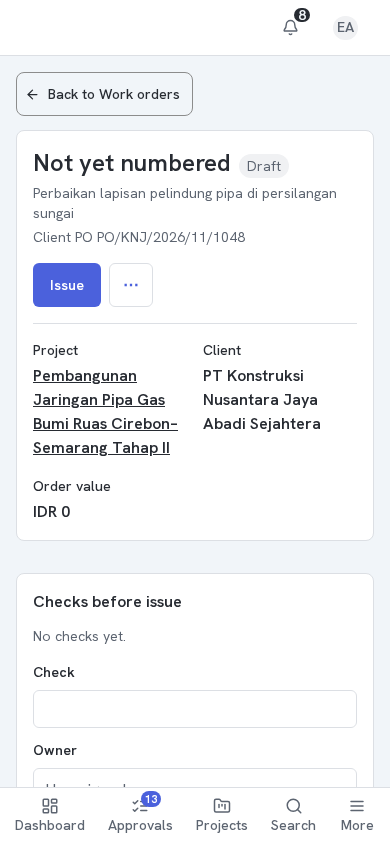 8
EA
Back to Work orders
Not yet numbered Draft
Perbaikan lapisan pelindung pipa di persilangan
sungai
Client PO PO/KNJ/2026/11/1048
Issue
Project
Pembangunan
Jaringan Pipa Gas
Bumi Ruas Cirebon–
Semarang Tahap II
Client
PT Konstruksi
Nusantara Jaya
Abadi Sejahtera
Order value
IDR 0
Checks before issue
No checks yet.
Check
Owner
13
Dashboard Approvals Projects Search More